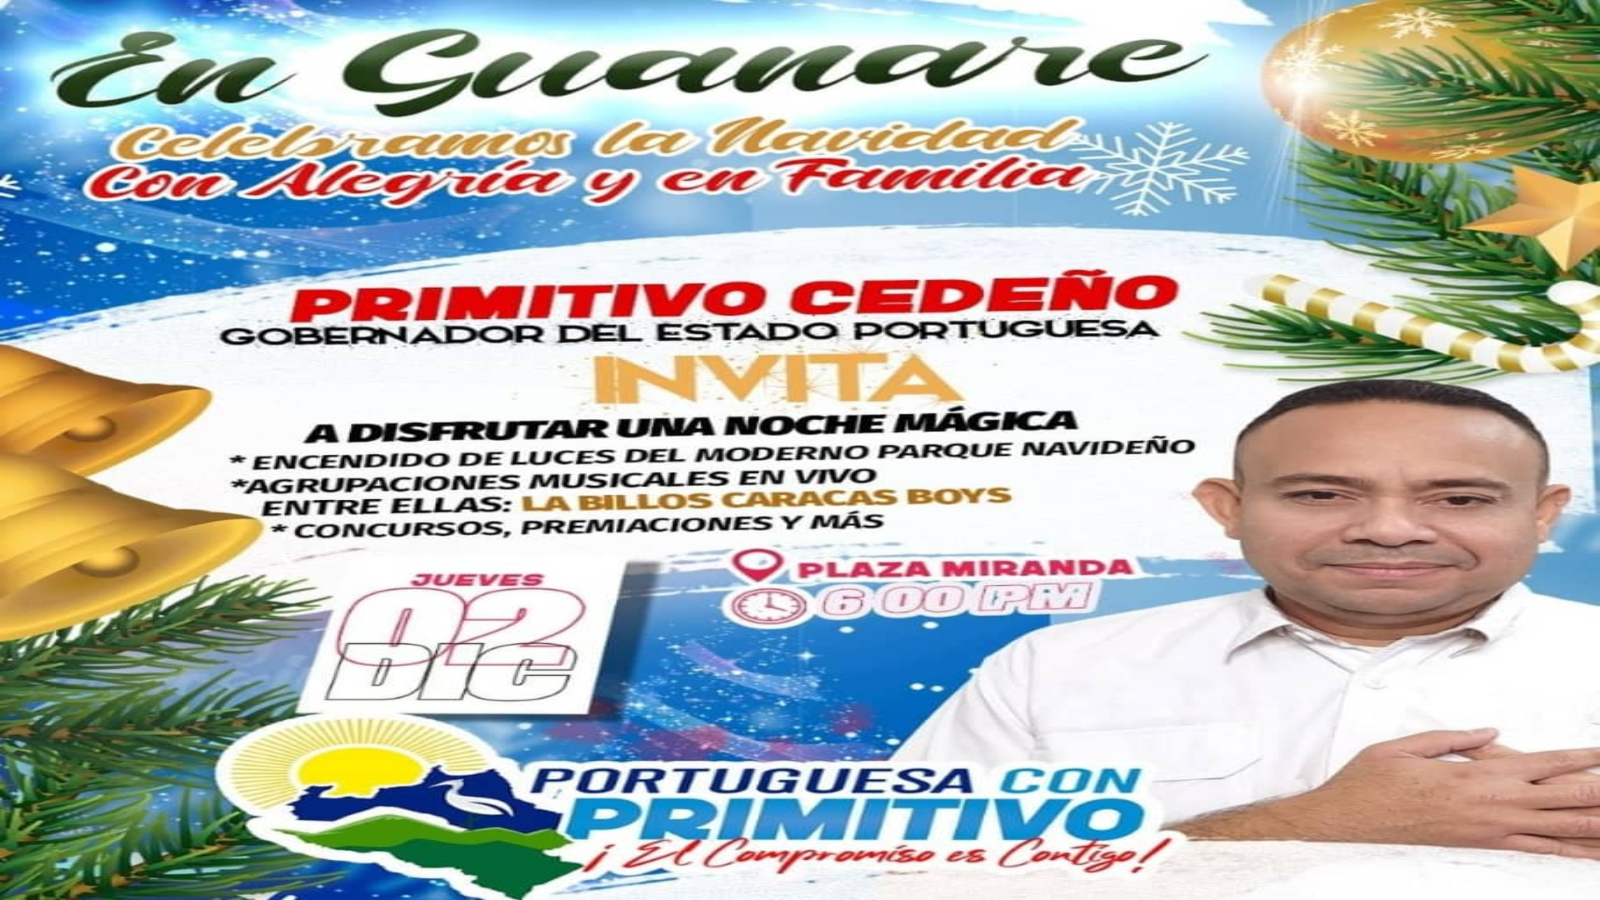 En Guanare
Celebramos la Navidad
Con Alegría y en Familia
PRIMITIVO CEDEÑO
GOBERNADOR DEL ESTADO PORTUGUESA
INVITA
A DISFRUTAR UNA NOCHE MÁGICA
* ENCENDIDO DE LUCES DEL MODERNO PARQUE NAVIDEÑO
*AGRUPACIONES MUSICALES EN VIVO
ENTRE ELLAS: LA BILLOS CARACAS BOYS
* CONCURSOS, PREMIACIONES Y MÁS
JUEVES
02
DIC
PLAZA MIRANDA
6 00 PM
PORTUGUESA CON
PRIMITIVO
¡El Compromiso es Contigo!